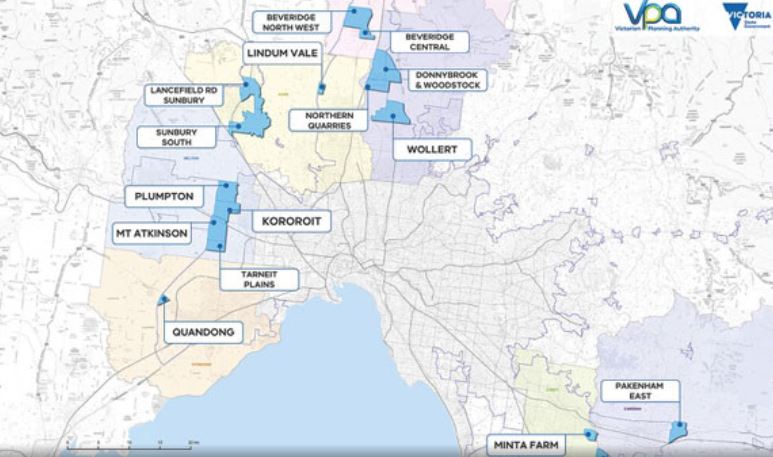 BEVERIDGE
NORTH WEST
vpa
Victorian Planning Authority
VICTORIA
State
Government
BEVERIDGE
CENTRAL
LINDUM VALE
DONNYBROOK
& WOODSTOCK
LANCEFIELD RD
SUNBURY
NORTHERN
QUARRIES
SUNBURY
SOUTH
WOLLERT
PLUMPTON
KOROROIT
MT ATKINSON
TARNEIT
PLAINS
QUANDONG
PAKENHAM
EAST
MINTA FARM